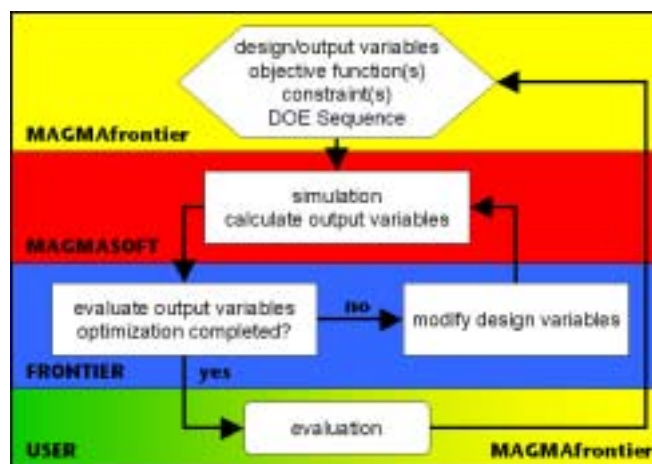 design/output variables
objective function(s)
constraint(s)
DOE Sequence
MAGMAfrontier
simulation
calculate output variables
MAGMASOFT
evaluate output variables
optimization completed?
no
modify design variables
FRONTIER
yes
evaluation
USER
MAGMAfrontier